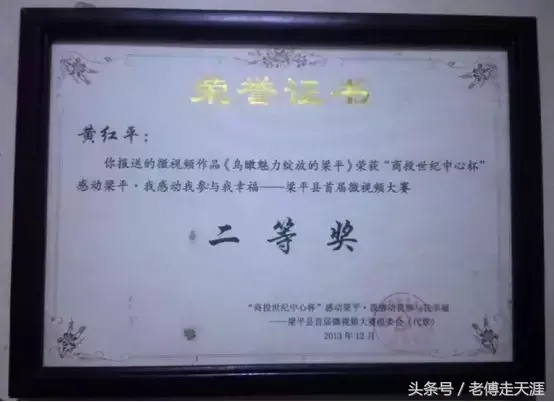 荣誉证书
黄红平：
你报送的微视频作品《鸟瞰魅力绽放的梁平》荣获“商投世纪中心杯”
感动梁平·我感动我参与我幸福——梁平县首届微视频大赛
二等奖
“商投世纪中心杯”感动梁平·我感动我参与我幸福
——梁平县首届微视频大赛组委会（代章）
2013年12月
头条号／老傅走天涯